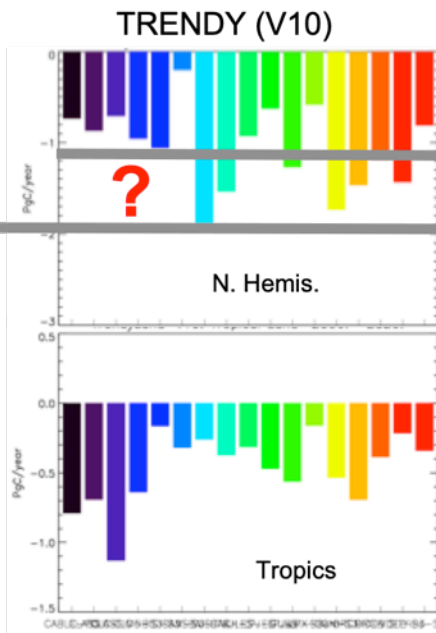 TRENDY (V10)
0
-1
PgC/year
?
-2
N. Hemis.
-3
0.5
0.0
PgC/year
-0.5
-1.0
Tropics
-1.5